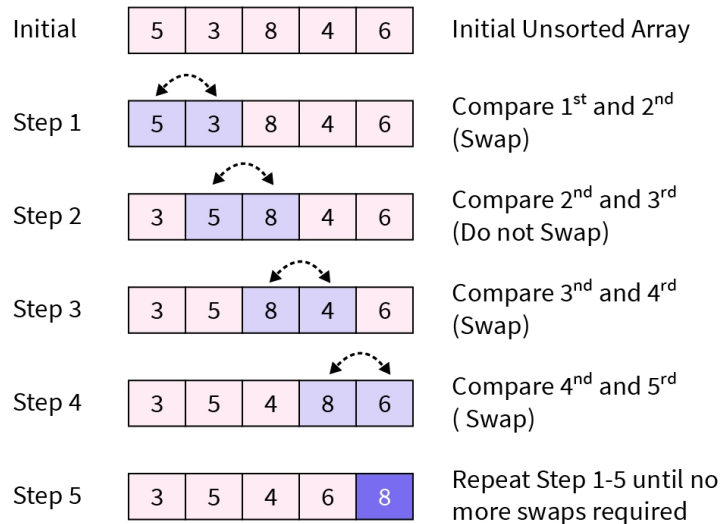 Initial 5 3 8 4 6 Initial Unsorted Array
Step 1 5 3 8 4 6 Compare 1st and 2nd
(Swap)
Step 2 3 5 8 4 6 Compare 2nd and 3rd
(Do not Swap)
Step 3 3 5 8 4 6 Compare 3nd and 4rd
(Swap)
Step 4 3 5 4 8 6 Compare 4nd and 5rd
( Swap)
Step 5 3 5 4 6 8 Repeat Step 1-5 until no
more swaps required